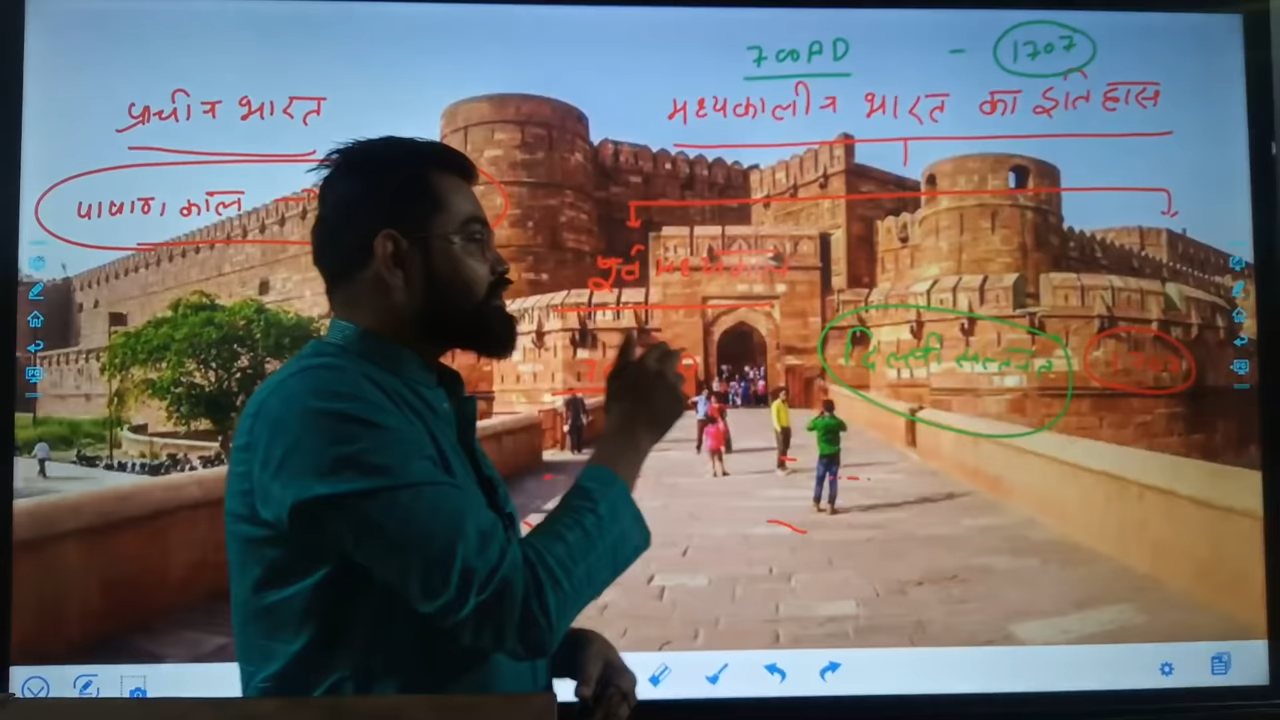 700AD - 1707
प्राचीन भारत
मध्यकालीन भारत का इतिहास
पाषाण काल
पूर्व मध्यकाल
दिल्ली सल्तनत